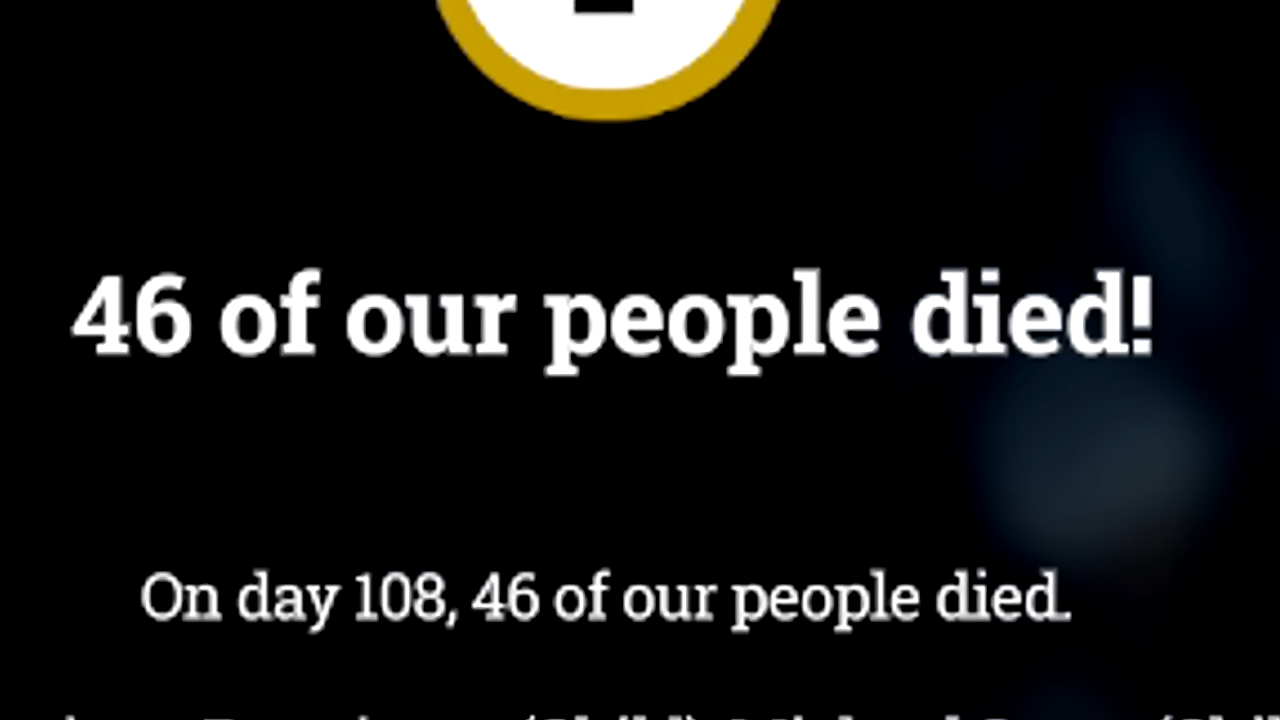 46 of our people died!
On day 108, 46 of our people died.